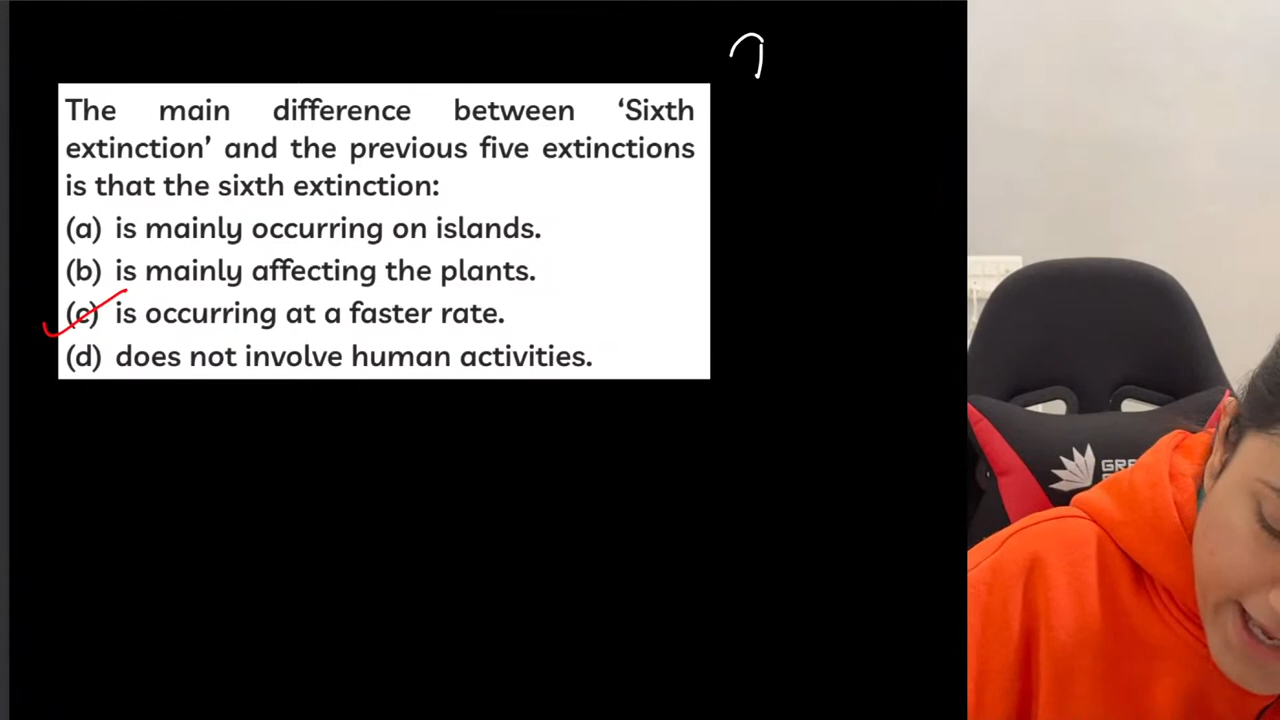 The main difference between ‘Sixth
extinction’ and the previous five extinctions
is that the sixth extinction:
(a) is mainly occurring on islands.
(b) is mainly affecting the plants.
(c) is occurring at a faster rate.
(d) does not involve human activities.